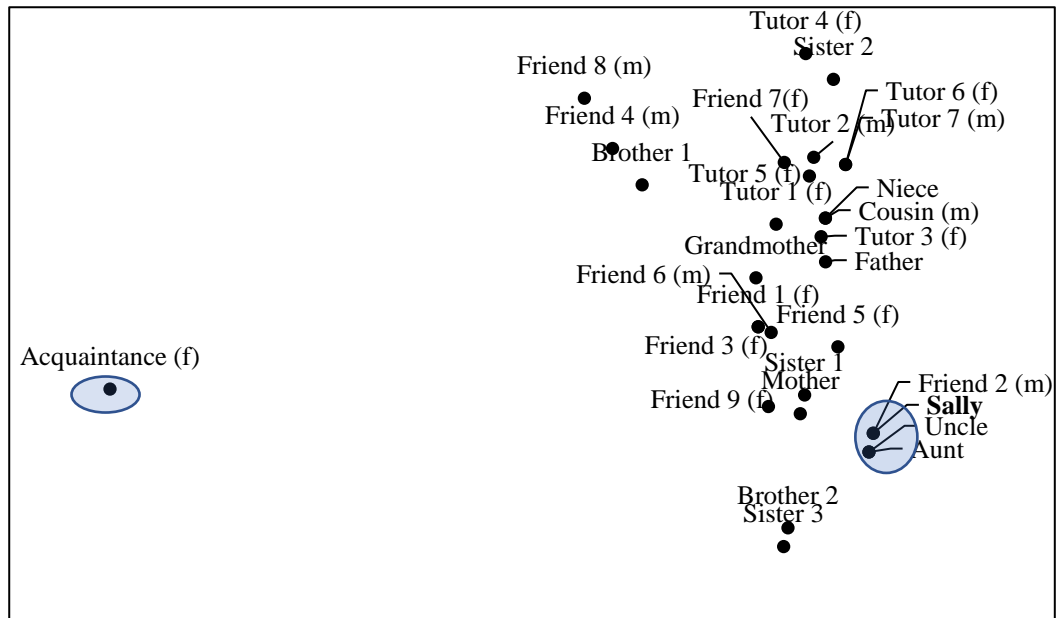 Tutor 4 (f)
Sister 2
Friend 8 (m)
Friend 7(f)
Tutor 6 (f)
Friend 4 (m)
Tutor 2 (m)
Tutor 7 (m)
Brother 1
Tutor 5 (f)
Tutor 1 (f)
Niece
Cousin (m)
Tutor 3 (f)
Grandmother
Father
Friend 6 (m)
Friend 1 (f)
Friend 5 (f)
Friend 3 (f)
Acquaintance (f)
Sister 1
Mother
Friend 9 (f)
Friend 2 (m)
Sally
Uncle
Aunt
Brother 2
Sister 3